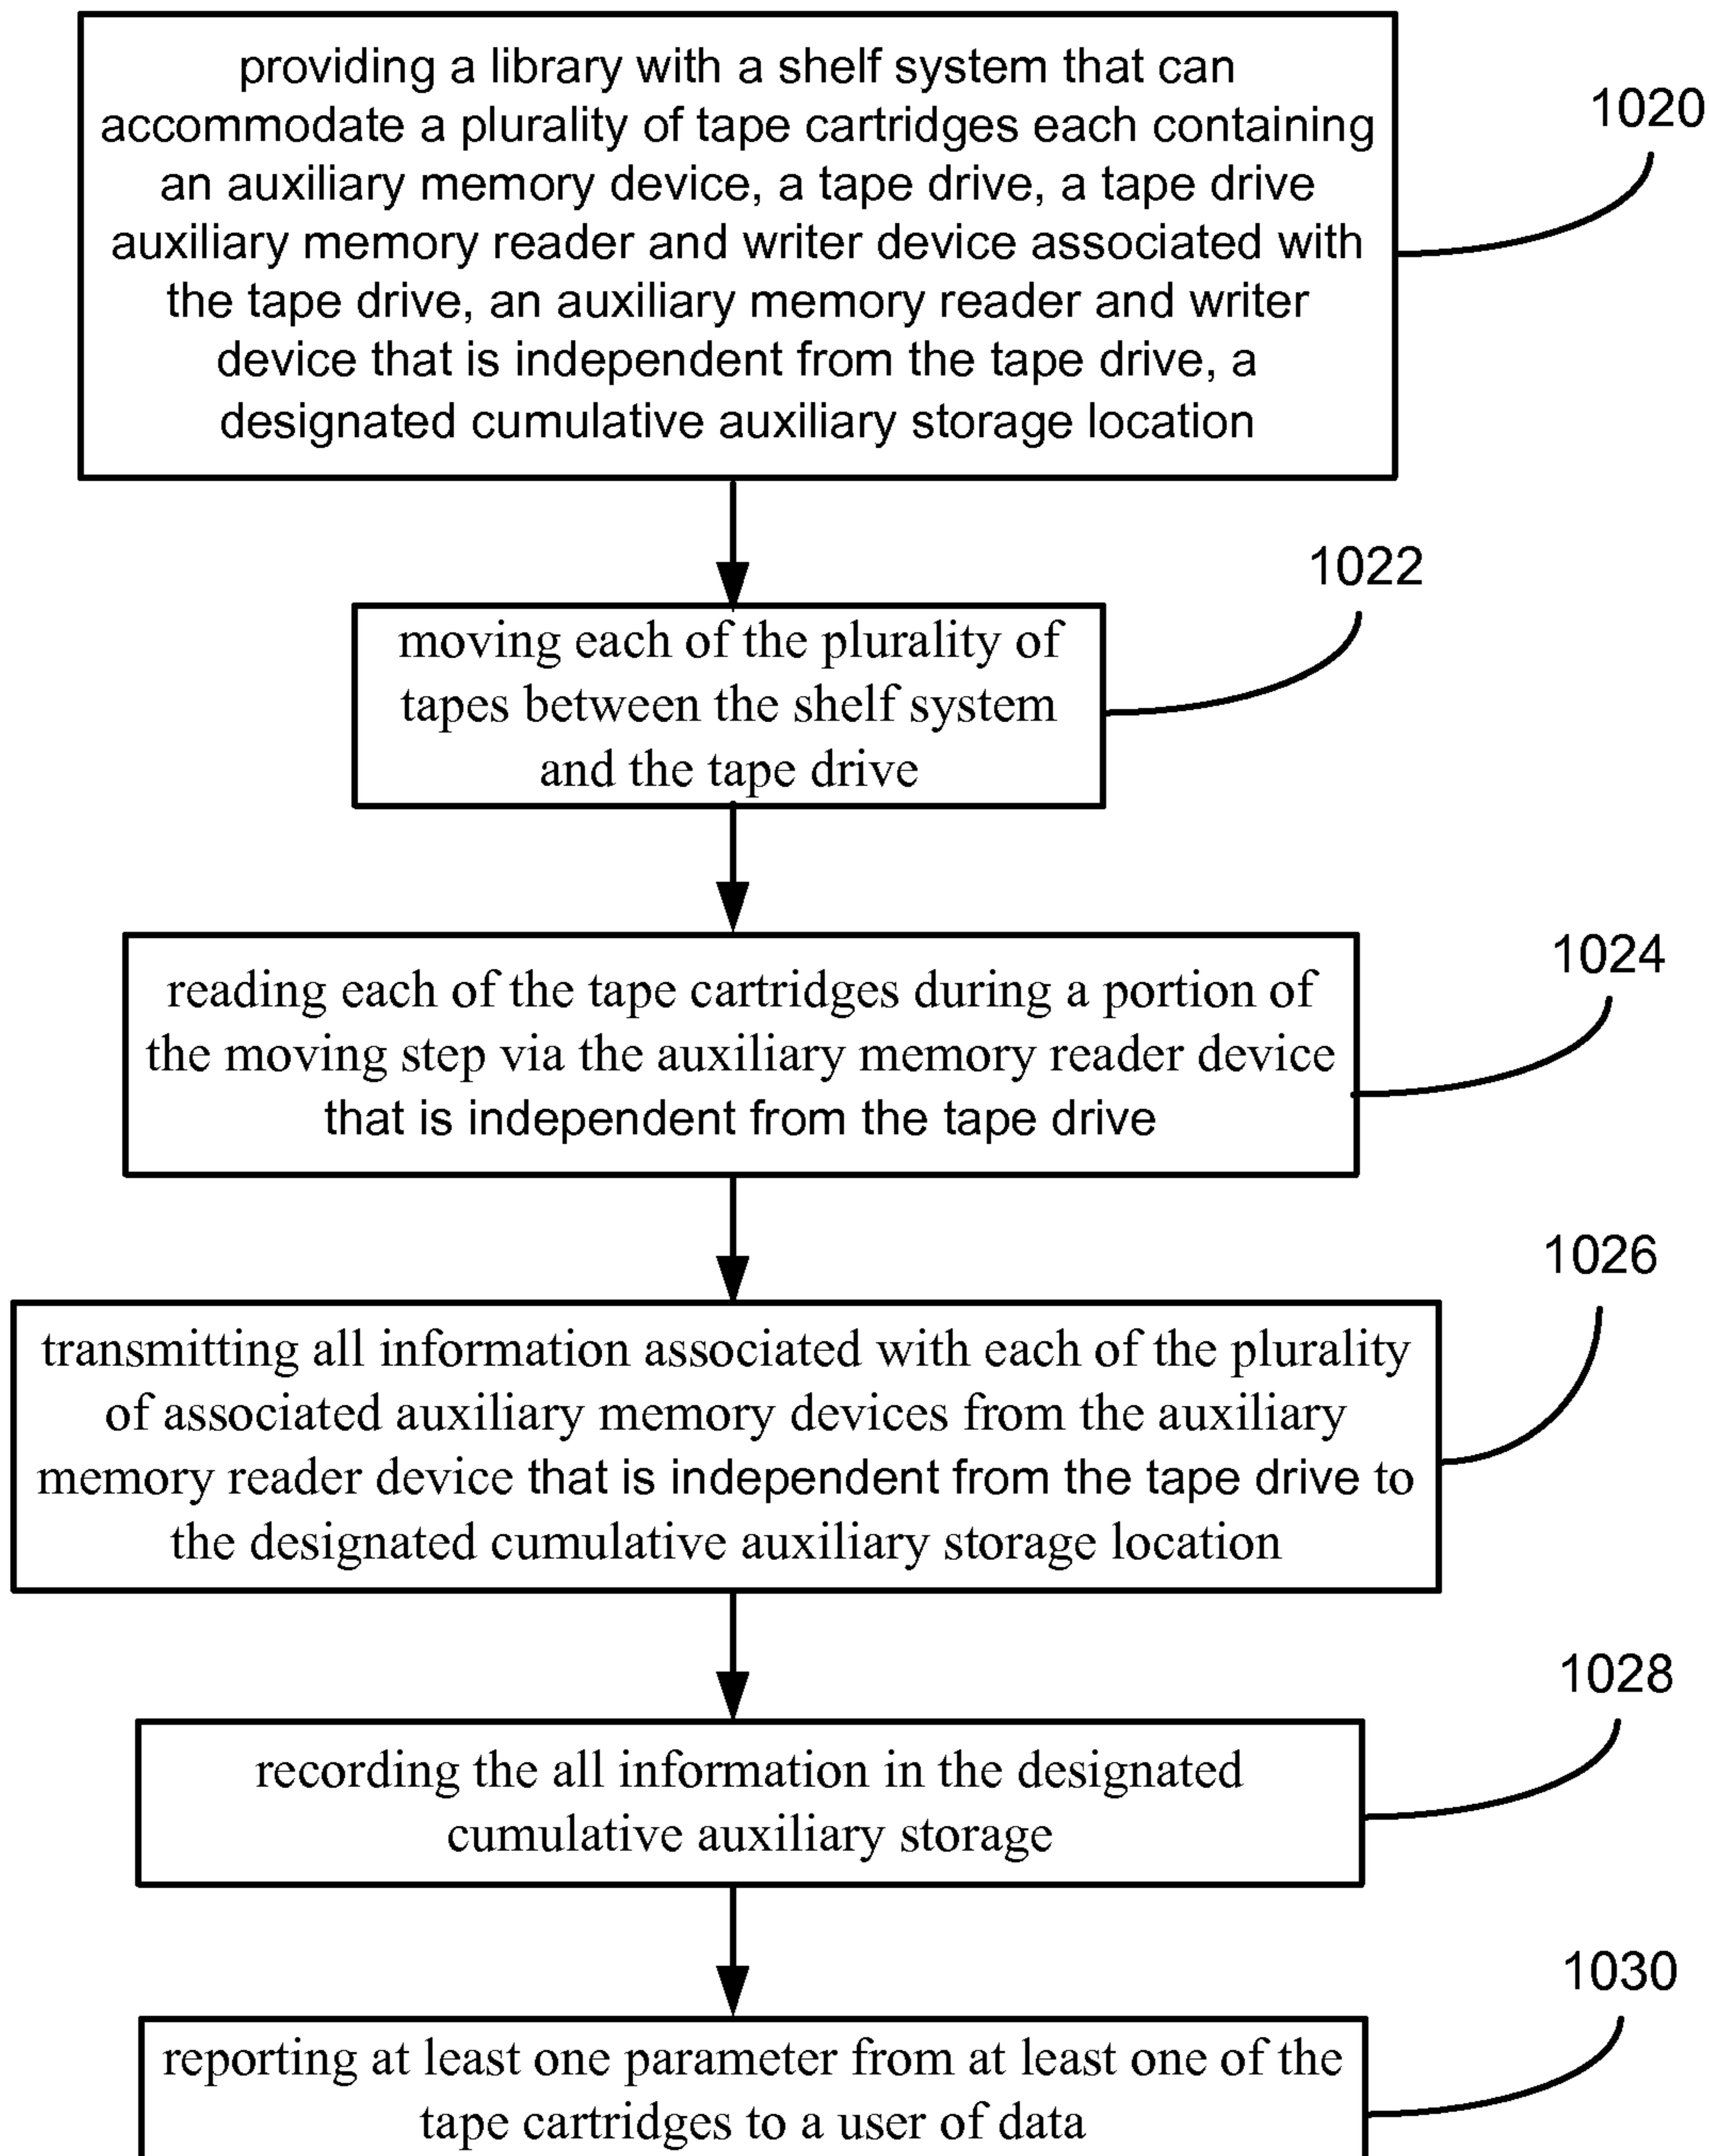 providing a library with a shelf system that can
accommodate a plurality of tape cartridges each containing
an auxiliary memory device, a tape drive, a tape drive
auxiliary memory reader and writer device associated with
the tape drive, an auxiliary memory reader and writer
device that is independent from the tape drive, a
designated cumulative auxiliary storage location
1020
1022
moving each of the plurality of
tapes between the shelf system
and the tape drive
1024
reading each of the tape cartridges during a portion of
the moving step via the auxiliary memory reader device
that is independent from the tape drive
1026
transmitting all information associated with each of the plurality
of associated auxiliary memory devices from the auxiliary
memory reader device that is independent from the tape drive to
the designated cumulative auxiliary storage location
1028
recording the all information in the designated
cumulative auxiliary storage
1030
reporting at least one parameter from at least one of the
tape cartridges to a user of data